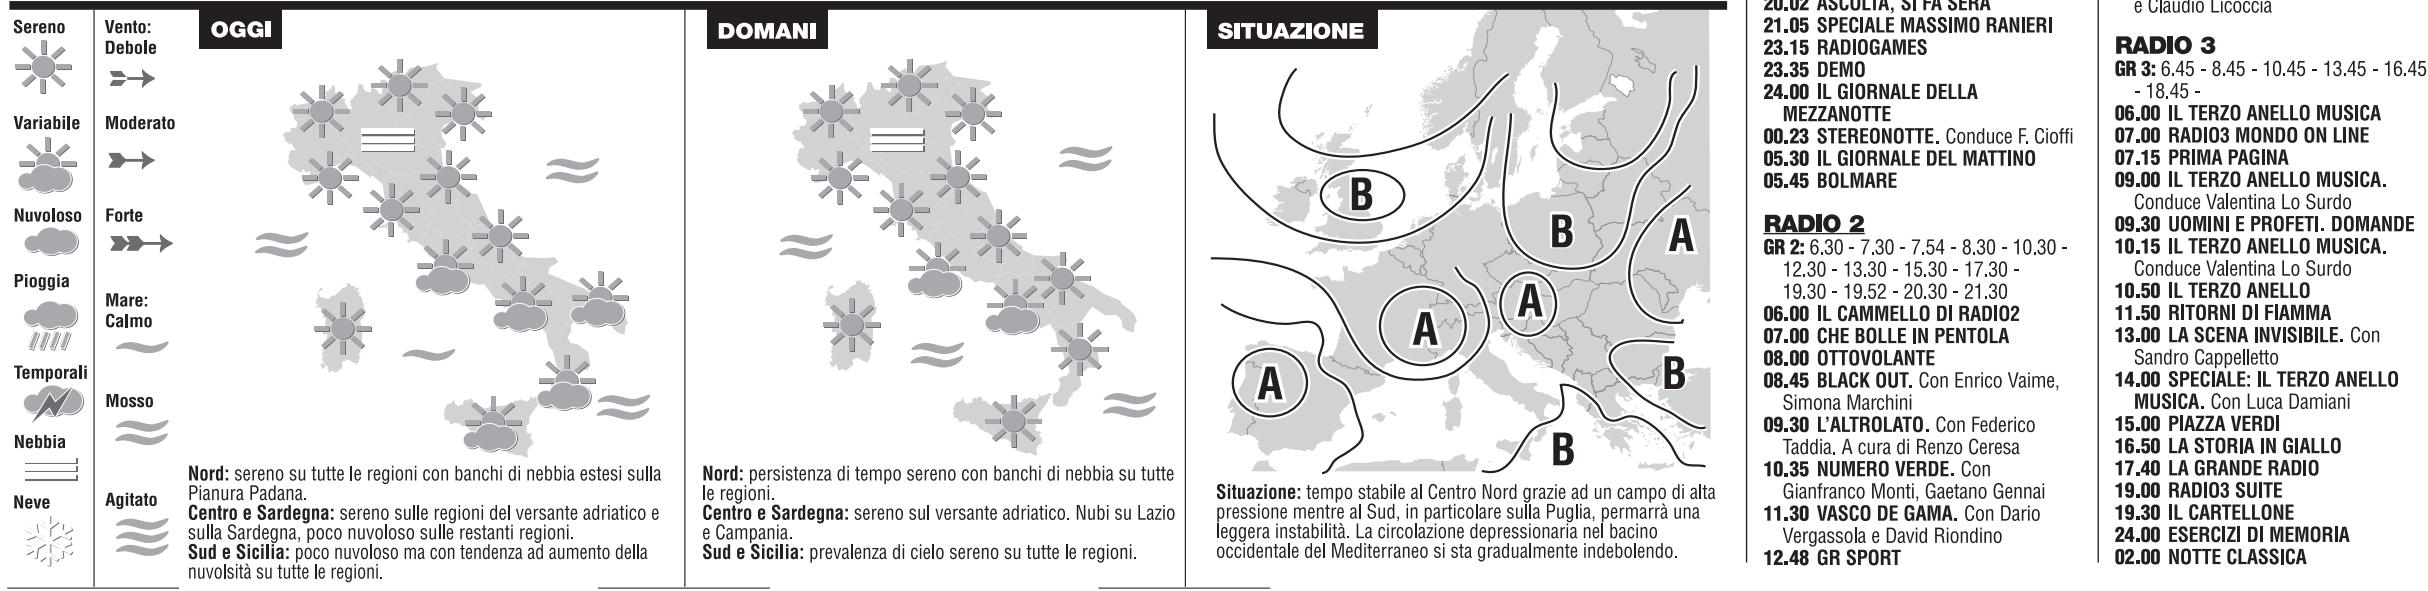 Sereno
Variabile
Nuvoloso
Pioggia
Temporali
Nebbia
Neve
Vento:
Debole
Moderato
Forte
Mare:
Calmo
Mosso
Agitato
OGGI
Nord: sereno su tutte le regioni con banchi di nebbia estesi sulla
Pianura Padana.
Centro e Sardegna: sereno sulle regioni del versante adriatico e
sulla Sardegna, poco nuvoloso sulle restanti regioni.
Sud e Sicilia: poco nuvoloso ma con tendenza ad aumento della
nuvolsità su tutte le regioni.
DOMANI
Nord: persistenza di tempo sereno con banchi di nebbia su tutte
le regioni.
Centro e Sardegna: sereno sul versante adriatico. Nubi su Lazio
e Campania.
Sud e Sicilia: prevalenza di cielo sereno su tutte le regioni.
SITUAZIONE
B
B
A
A
A
A
B
B
Situazione: tempo stabile al Centro Nord grazie ad un campo di alta
pressione mentre al Sud, in particolare sulla Puglia, permarrà una
leggera instabilità. La circolazione depressionaria nel bacino
occidentale del Mediterraneo si sta gradualmente indebolendo.
20.02 ASCOLTA, SI FA SERA
21.05 SPECIALE MASSIMO RANIERI
23.15 RADIOGAMES
23.35 DEMO
24.00 IL GIORNALE DELLA
MEZZANOTTE
00.23 STEREONOTTE. Conduce F. Cioffi
05.30 IL GIORNALE DEL MATTINO
05.45 BOLMARE
RADIO 2
GR 2: 6.30 - 7.30 - 7.54 - 8.30 - 10.30 -
12.30 - 13.30 - 15.30 - 17.30 -
19.30 - 19.52 - 20.30 - 21.30
06.00 IL CAMMELLO DI RADIO2
07.00 CHE BOLLE IN PENTOLA
08.00 OTTOVOLANTE
08.45 BLACK OUT. Con Enrico Vaime,
Simona Marchini
09.30 L'ALTROLATO. Con Federico
Taddia. A cura di Renzo Ceresa
10.35 NUMERO VERDE. Con
Gianfranco Monti, Gaetano Gennai
11.30 VASCO DE GAMA. Con Dario
Vergassola e David Riondino
12.48 GR SPORT
e Claudio Licoccia
RADIO 3
GR 3: 6.45 - 8.45 - 10.45 - 13.45 - 16.45
- 18.45 -
06.00 IL TERZO ANELLO MUSICA
07.00 RADIO3 MONDO ON LINE
07.15 PRIMA PAGINA
09.00 IL TERZO ANELLO MUSICA.
Conduce Valentina Lo Surdo
09.30 UOMINI E PROFETI. DOMANDE
10.15 IL TERZO ANELLO MUSICA.
Conduce Valentina Lo Surdo
10.50 IL TERZO ANELLO
11.50 RITORNI DI FIAMMA
13.00 LA SCENA INVISIBILE. Con
Sandro Cappelletto
14.00 SPECIALE: IL TERZO ANELLO
MUSICA. Con Luca Damiani
15.00 PIAZZA VERDI
16.50 LA STORIA IN GIALLO
17.40 LA GRANDE RADIO
19.00 RADIO3 SUITE
19.30 IL CARTELLONE
24.00 ESERCIZI DI MEMORIA
02.00 NOTTE CLASSICA